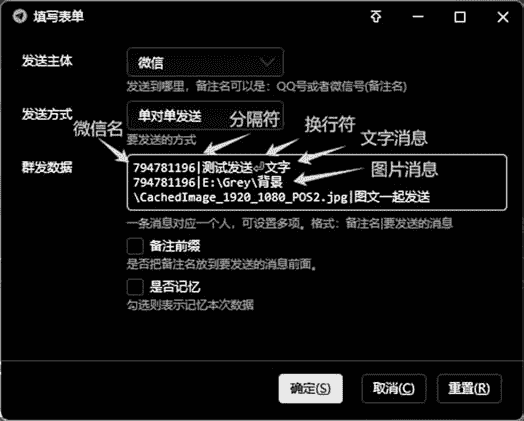 填写表单
发送主体
微信
发送到哪里，备注名可以是：QQ号或者微信号(备注名)
发送方式
单对单发送
要发送的方式
微信名
分隔符
换行符
文字消息
图片消息
群发数据
794781196|测试发送⏎文字
794781196|E:\Grey\背景
\CachedImage_1920_1080_POS2.jpg|图文一起发送
一条消息对应一个人，可设置多项。格式：备注名|要发送的消息
备注前缀
是否把备注名放到要发送的消息前面。
是否记忆
勾选则表示记忆本次数据
确定(S)
取消(C)
重置(R)